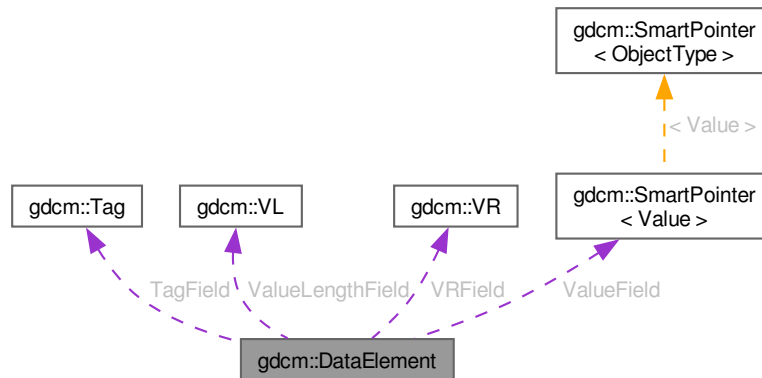 gdcm::SmartPointer
< ObjectType >
< Value >
gdcm::Tag
gdcm::VL
gdcm::VR
gdcm::SmartPointer
< Value >
TagField
ValueLengthField
VRField
ValueField
gdcm::DataElement